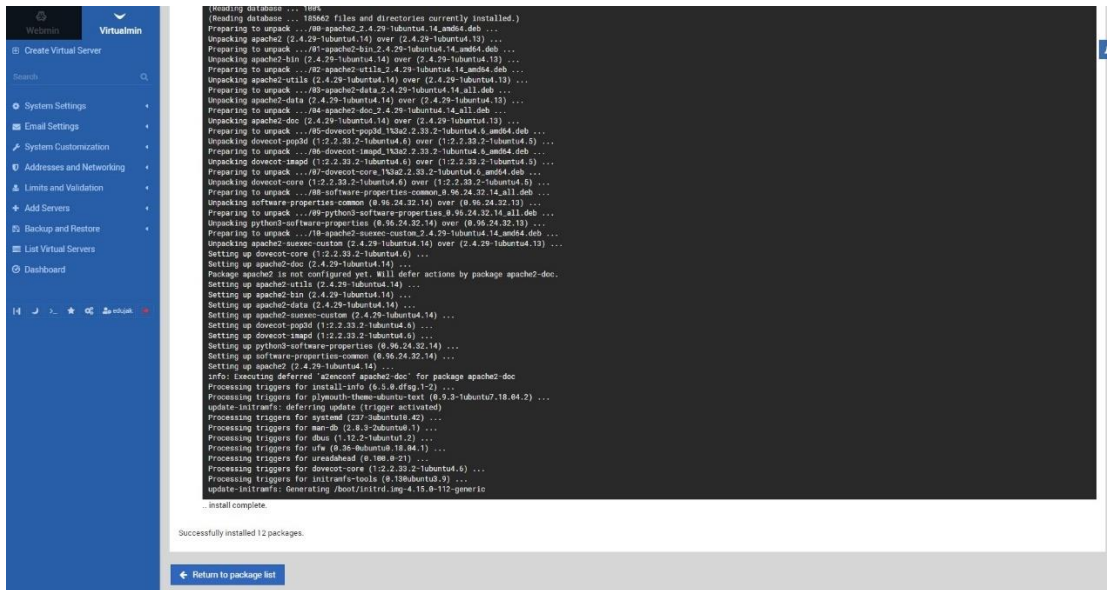 Webmin
Virtualmin
Create Virtual Server
Search
System Settings
Email Settings
System Customization
Addresses and Networking
Limits and Validation
Add Servers
Backup and Restore
List Virtual Servers
Dashboard
edujak
(Reading database ... 100%
(Reading database ... 185662 files and directories currently installed.)
Preparing to unpack .../00-apache2_2.4.29-1ubuntu4.14_amd64.deb ...
Unpacking apache2 (2.4.29-1ubuntu4.14) over (2.4.29-1ubuntu4.13) ...
Preparing to unpack .../01-apache2-bin_2.4.29-1ubuntu4.14_amd64.deb ...
Unpacking apache2-bin (2.4.29-1ubuntu4.14) over (2.4.29-1ubuntu4.13) ...
Preparing to unpack .../02-apache2-utils_2.4.29-1ubuntu4.14_amd64.deb ...
Unpacking apache2-utils (2.4.29-1ubuntu4.14) over (2.4.29-1ubuntu4.13) ...
Preparing to unpack .../03-apache2-data_2.4.29-1ubuntu4.14_all.deb ...
Unpacking apache2-data (2.4.29-1ubuntu4.14) over (2.4.29-1ubuntu4.13) ...
Preparing to unpack .../04-apache2-doc_2.4.29-1ubuntu4.14_all.deb ...
Unpacking apache2-doc (2.4.29-1ubuntu4.14) over (2.4.29-1ubuntu4.13) ...
Preparing to unpack .../05-dovecot-pop3d_1%3a2.2.33.2-1ubuntu4.6_amd64.deb ...
Unpacking dovecot-pop3d (1:2.2.33.2-1ubuntu4.6) over (1:2.2.33.2-1ubuntu4.5) ...
Preparing to unpack .../06-dovecot-imapd_1%3a2.2.33.2-1ubuntu4.6_amd64.deb ...
Unpacking dovecot-imapd (1:2.2.33.2-1ubuntu4.6) over (1:2.2.33.2-1ubuntu4.5) ...
Preparing to unpack .../07-dovecot-core_1%3a2.2.33.2-1ubuntu4.6_amd64.deb ...
Unpacking dovecot-core (1:2.2.33.2-1ubuntu4.6) over (1:2.2.33.2-1ubuntu4.5) ...
Preparing to unpack .../08-software-properties-common_0.96.24.32.14_all.deb ...
Unpacking software-properties-common (0.96.24.32.14) over (0.96.24.32.13) ...
Preparing to unpack .../09-python3-software-properties_0.96.24.32.14_all.deb ...
Unpacking python3-software-properties (0.96.24.32.14) over (0.96.24.32.13) ...
Preparing to unpack .../10-apache2-suexec-custom_2.4.29-1ubuntu4.14_amd64.deb ...
Unpacking apache2-suexec-custom (2.4.29-1ubuntu4.14) over (2.4.29-1ubuntu4.13) ...
Setting up dovecot-core (1:2.2.33.2-1ubuntu4.6) ...
Setting up apache2-doc (2.4.29-1ubuntu4.14) ...
Package apache2 is not configured yet. Will defer actions by package apache2-doc.
Setting up apache2-utils (2.4.29-1ubuntu4.14) ...
Setting up apache2-bin (2.4.29-1ubuntu4.14) ...
Setting up apache2-data (2.4.29-1ubuntu4.14) ...
Setting up apache2-suexec-custom (2.4.29-1ubuntu4.14) ...
Setting up dovecot-pop3d (1:2.2.33.2-1ubuntu4.6) ...
Setting up dovecot-imapd (1:2.2.33.2-1ubuntu4.6) ...
Setting up python3-software-properties (0.96.24.32.14) ...
Setting up software-properties-common (0.96.24.32.14) ...
Setting up apache2 (2.4.29-1ubuntu4.14) ...
info: Executing deferred 'a2enconf apache2-doc' for package apache2-doc
Processing triggers for install-info (6.5.0.dfsg.1-2) ...
Processing triggers for plymouth-theme-ubuntu-text (0.9.3-1ubuntu7.18.04.2) ...
update-initramfs: deferring update (trigger activated)
Processing triggers for systemd (237-3ubuntu10.42) ...
Processing triggers for man-db (2.8.3-2ubuntu0.1) ...
Processing triggers for dbus (1.12.2-1ubuntu1.2) ...
Processing triggers for ufw (0.36-0ubuntu0.18.04.1) ...
Processing triggers for ureadahead (0.100.0-21) ...
Processing triggers for dovecot-core (1:2.2.33.2-1ubuntu4.6) ...
Processing triggers for initramfs-tools (0.130ubuntu3.9) ...
update-initramfs: Generating /boot/initrd.img-4.15.0-112-generic
.. install complete.
Successfully installed 12 packages.
Return to package list